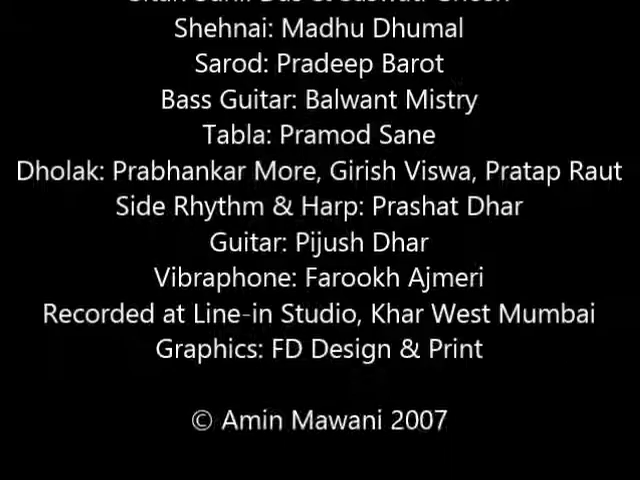 Shehnai: Madhu Dhumal
Sarod: Pradeep Barot
Bass Guitar: Balwant Mistry
Tabla: Pramod Sane
Dholak: Prabhankar More, Girish Viswa, Pratap Raut
Side Rhythm & Harp: Prashat Dhar
Guitar: Pijush Dhar
Vibraphone: Farookh Ajmeri
Recorded at Line-in Studio, Khar West Mumbai
Graphics: FD Design & Print
© Amin Mawani 2007